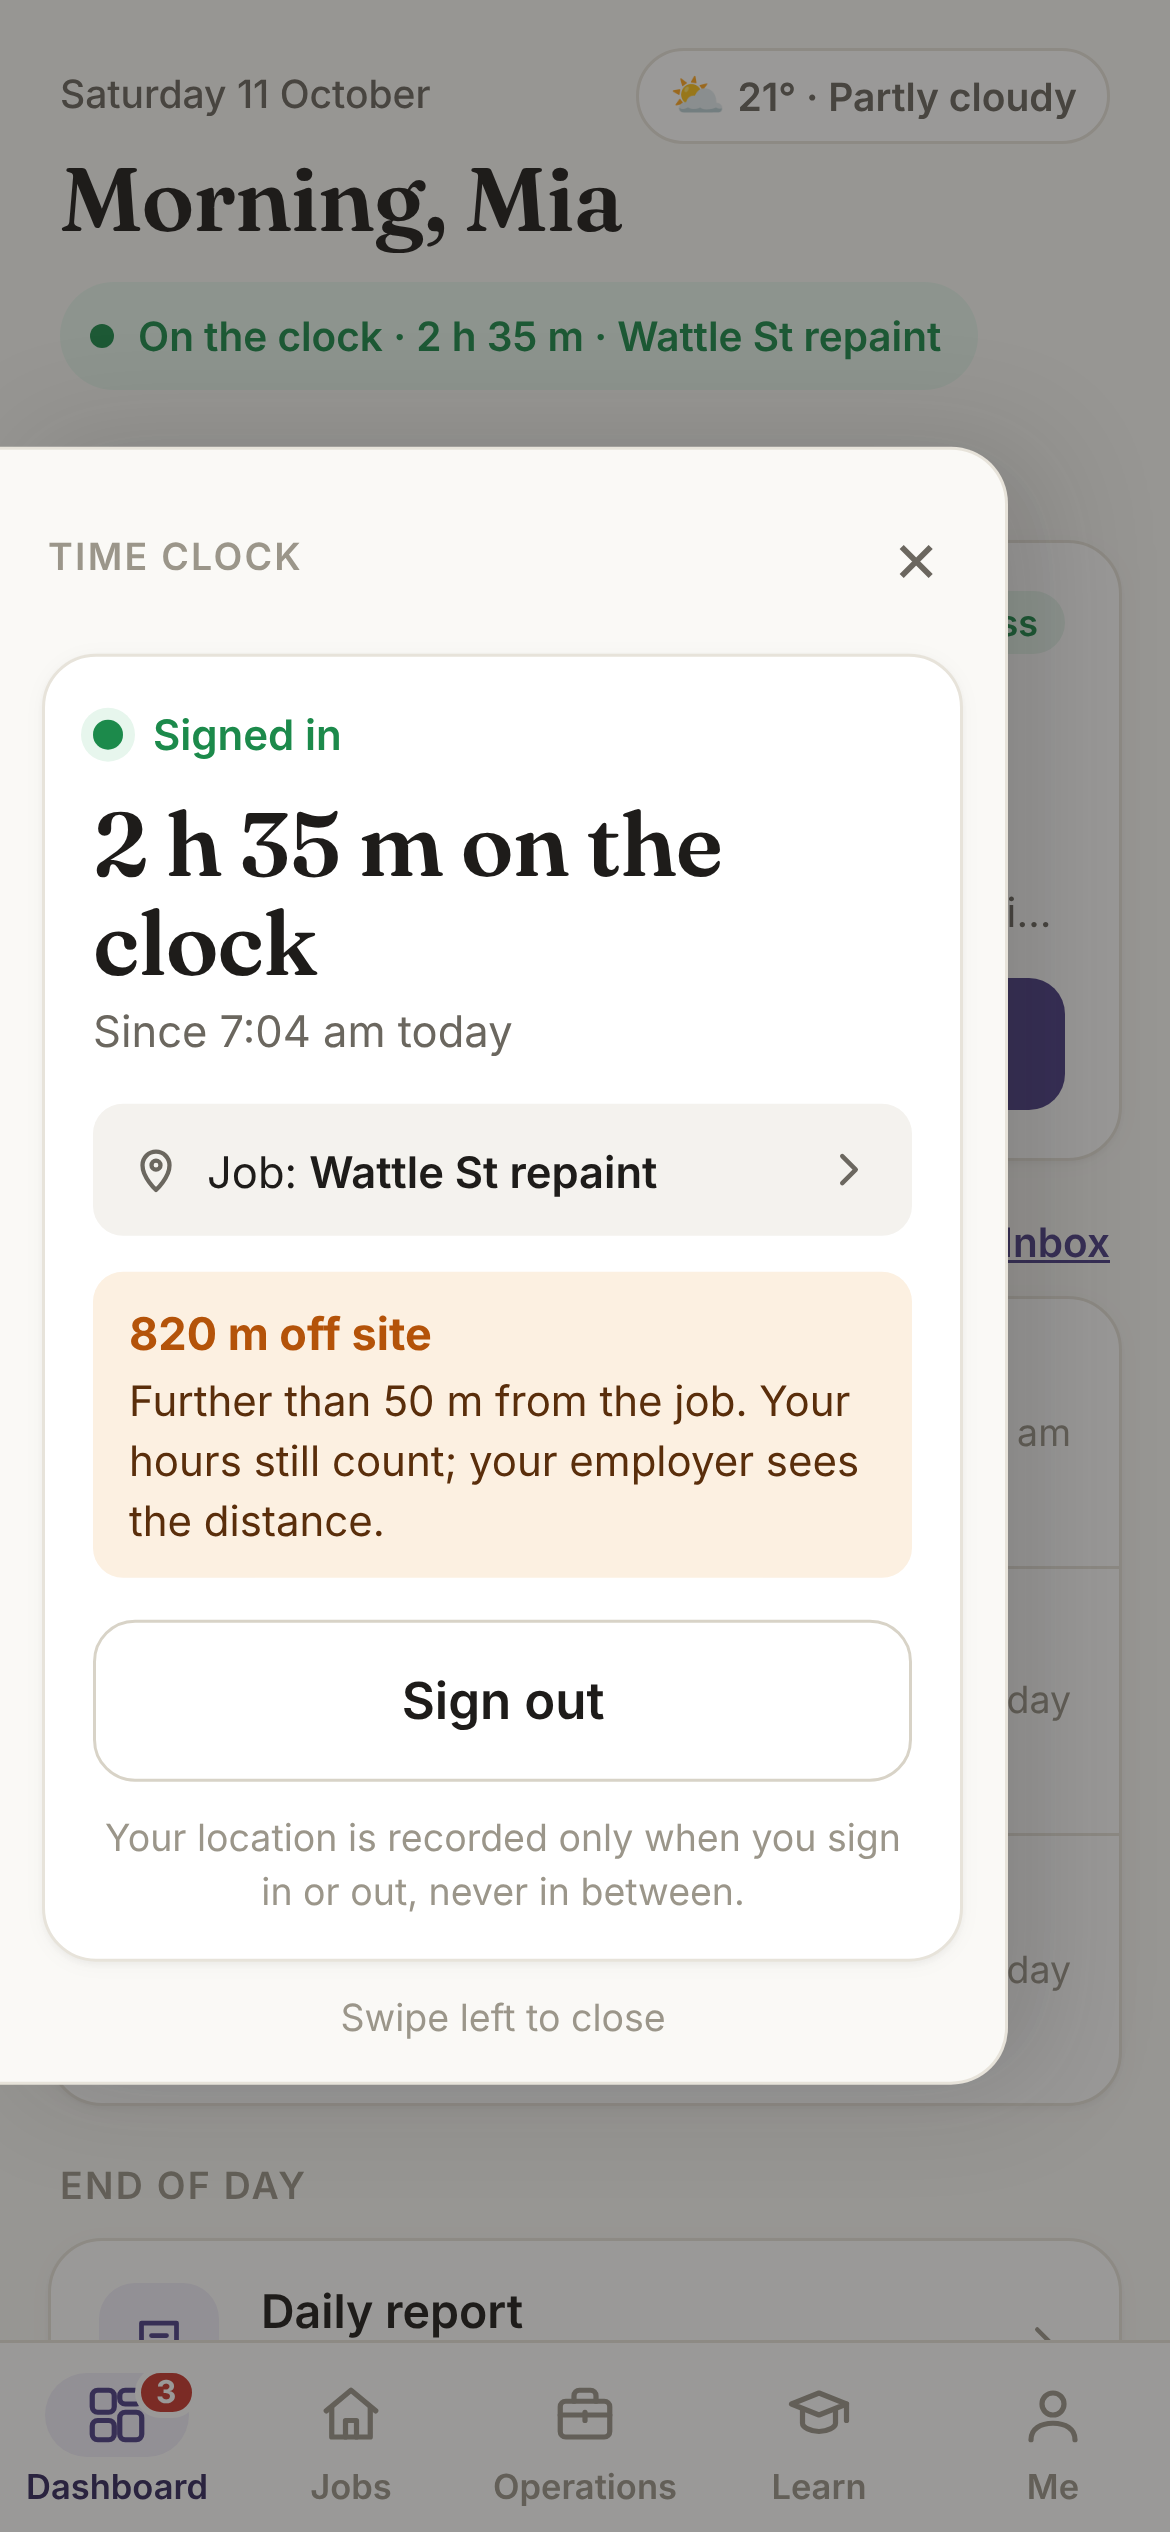 Saturday 11 October
21° · Partly cloudy
Morning, Mia
On the clock · 2 h 35 m · Wattle St repaint
TIME CLOCK
Signed in
2 h 35 m on the
clock
Since 7:04 am today
Job: Wattle St repaint
820 m off site
Further than 50 m from the job. Your
hours still count; your employer sees
the distance.
Sign out
Your location is recorded only when you sign
in or out, never in between.
Swipe left to close
ss
i...
Inbox
am
day
day
END OF DAY
Daily report
3
Dashboard
Jobs
Operations
Learn
Me